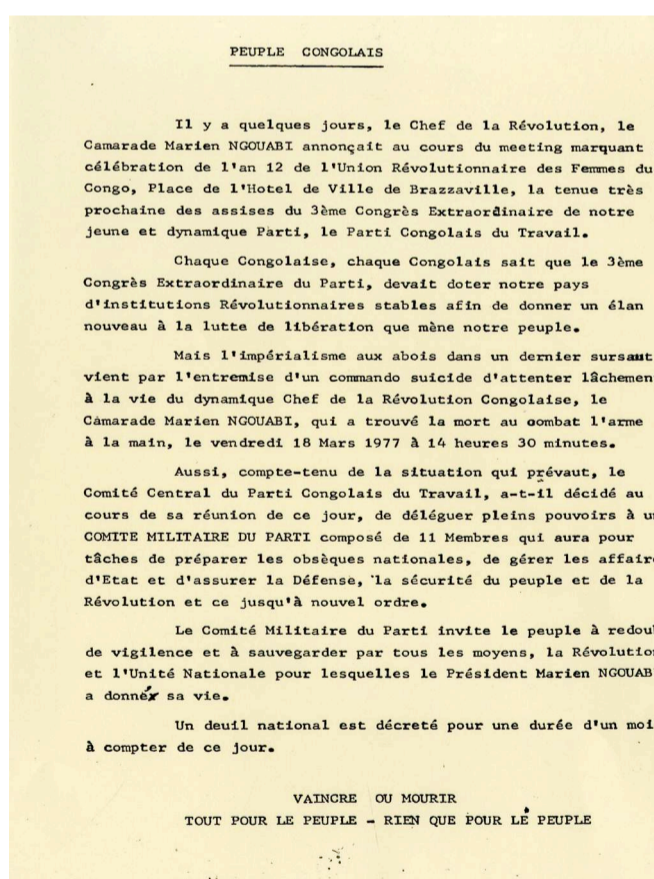 PEUPLE CONGOLAIS
Il y a quelques jours, le Chef de la Révolution, le
Camarade Marien NGOUABI annonçait au cours du meeting marquant
célébration de l'an 12 de l'Union Révolutionnaire des Femmes du
Congo, Place de l'Hotel de Ville de Brazzaville, la tenue très
prochaine des assises du 3ème Congrès Extraordinaire de notre
jeune et dynamique Parti, le Parti Congolais du Travail.
Chaque Congolaise, chaque Congolais sait que le 3ème
Congrès Extraordinaire du Parti, devait doter notre pays
d'institutions Révolutionnaires stables afin de donner un élan
nouveau à la lutte de libération que mène notre peuple.
Mais l'impérialisme aux abois dans un dernier sursaut
vient par l'entremise d'un commando suicide d'attenter lâchemen
à la vie du dynamique Chef de la Révolution Congolaise, le
Camarade Marien NGOUABI, qui a trouvé la mort au combat l'arme
à la main, le vendredi 18 Mars 1977 à 14 heures 30 minutes.
Aussi, compte-tenu de la situation qui prévaut, le
Comité Central du Parti Congolais du Travail, a-t-il décidé au
cours de sa réunion de ce jour, de déléguer pleins pouvoirs à u
COMITE MILITAIRE DU PARTI composé de 11 Membres qui aura pour
tâches de préparer les obsèques nationales, de gérer les affair
d'Etat et d'assurer la Défense, la sécurité du peuple et de la
Révolution et ce jusqu'à nouvel ordre.
Le Comité Militaire du Parti invite le peuple à redoub
de vigilence et à sauvegarder par tous les moyens, la Révolution
et l'Unité Nationale pour lesquelles le Président Marien NGOUAB
a donné sa vie.
Un deuil national est décreté pour une durée d'un moi
à compter de ce jour.
VAINCRE OU MOURIR
TOUT POUR LE PEUPLE - RIEN QUE POUR LE PEUPLE